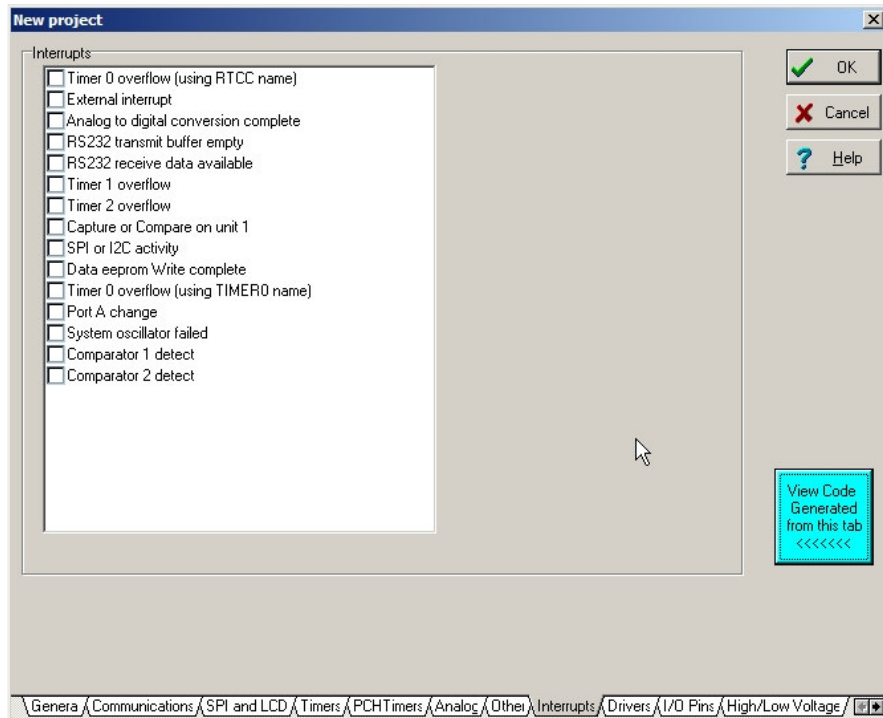 New project
Interrupts
Timer 0 overflow (using RTCC name)
External interrupt
Analog to digital conversion complete
RS232 transmit buffer empty
RS232 receive data available
Timer 1 overflow
Timer 2 overflow
Capture or Compare on unit 1
SPI or I2C activity
Data eeprom Write complete
Timer 0 overflow (using TIMER0 name)
Port A change
System oscillator failed
Comparator 1 detect
Comparator 2 detect
OK
Cancel
Help
View Code
Generated
from this tab
<<<<<<<
Genera Communications SPI and LCD Timers PCHTimers Analog Other Interrupts Drivers I/O Pins High/Low Voltage